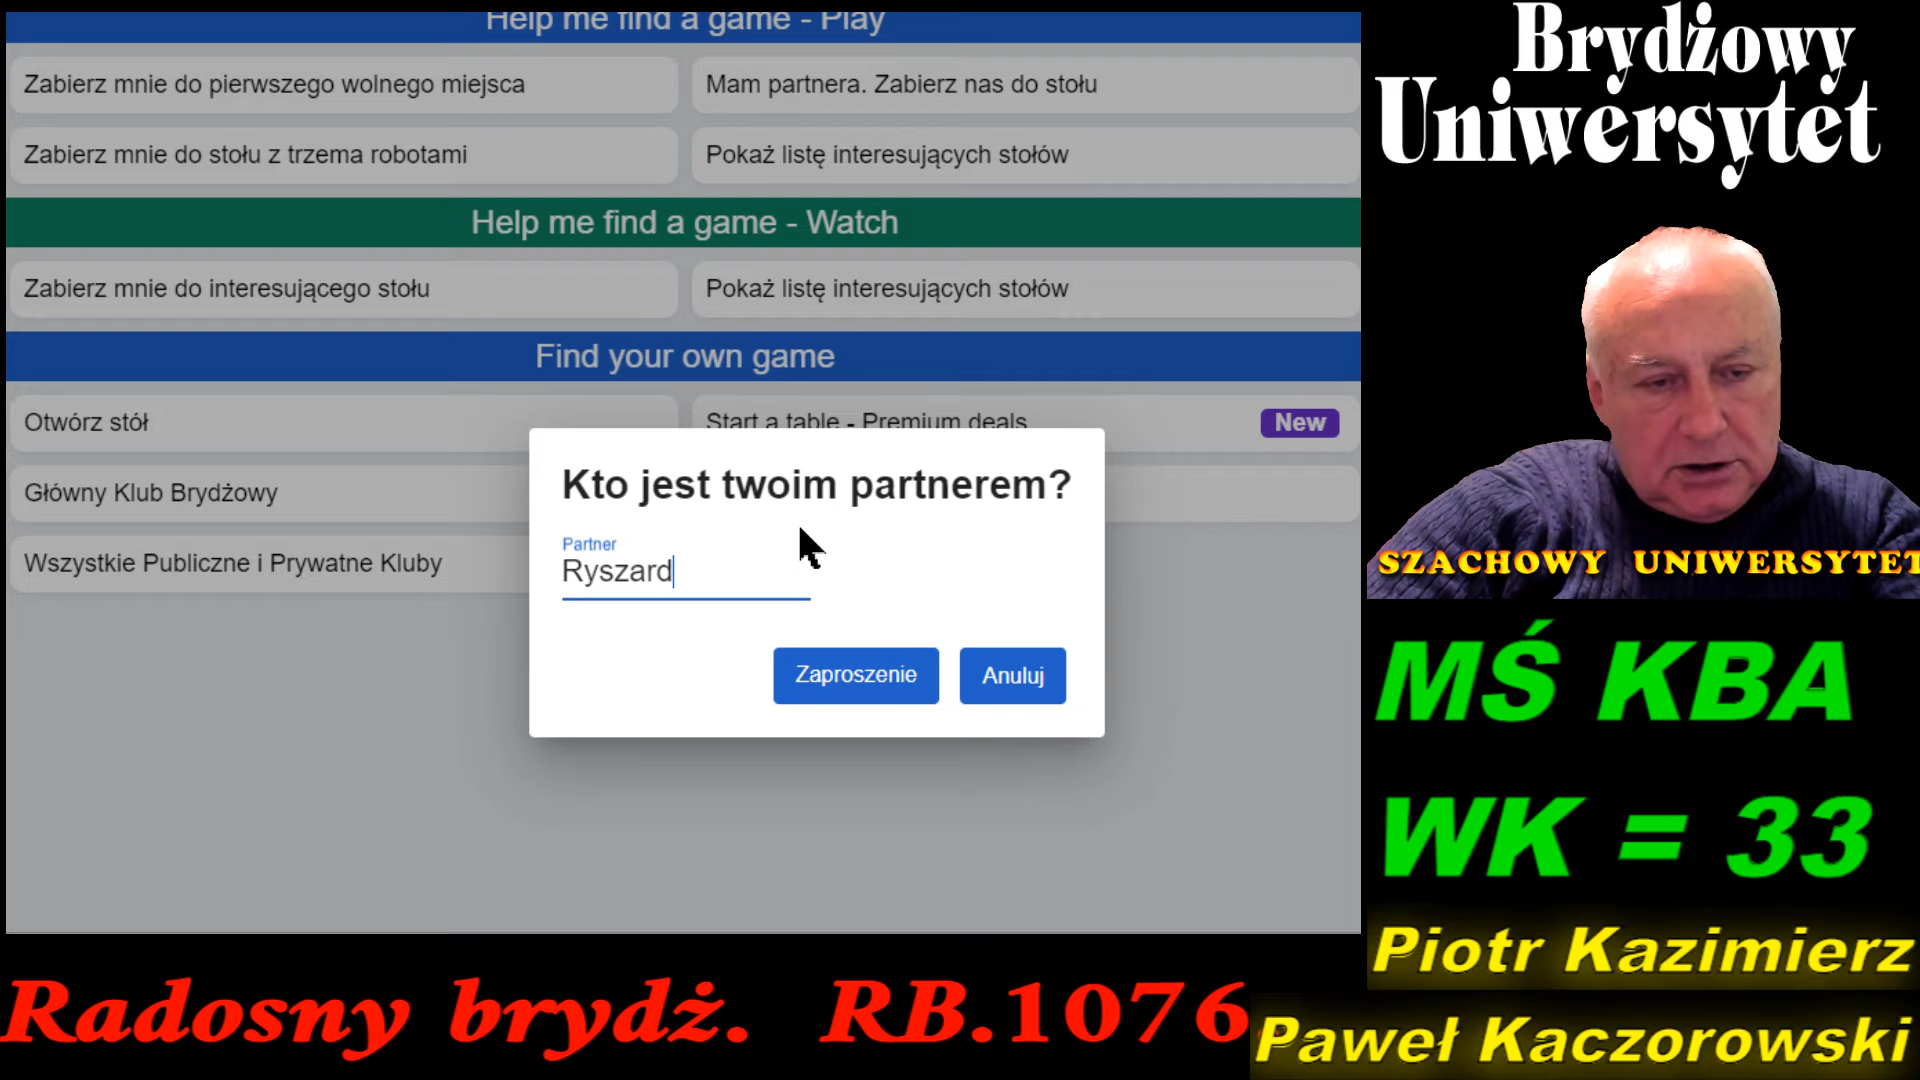 Help me find a game - Play
Zabierz mnie do pierwszego wolnego miejsca
Mam partnera. Zabierz nas do stołu
Zabierz mnie do stołu z trzema robotami
Pokaż listę interesujących stołów
Help me find a game - Watch
Zabierz mnie do interesującego stołu
Pokaż listę interesujących stołów
Find your own game
Otwórz stół
Start a table - Premium deals
New
Główny Klub Brydżowy
Wszystkie Publiczne i Prywatne Kluby
Kto jest twoim partnerem?
Partner
Ryszard
Zaproszenie
Anuluj
Brydżowy
Uniwersytet
SZACHOWY UNIWERSYTET
MŚ KBA
WK = 33
Piotr Kazimierz
Paweł Kaczorowski
Radosny brydż. RB.1076